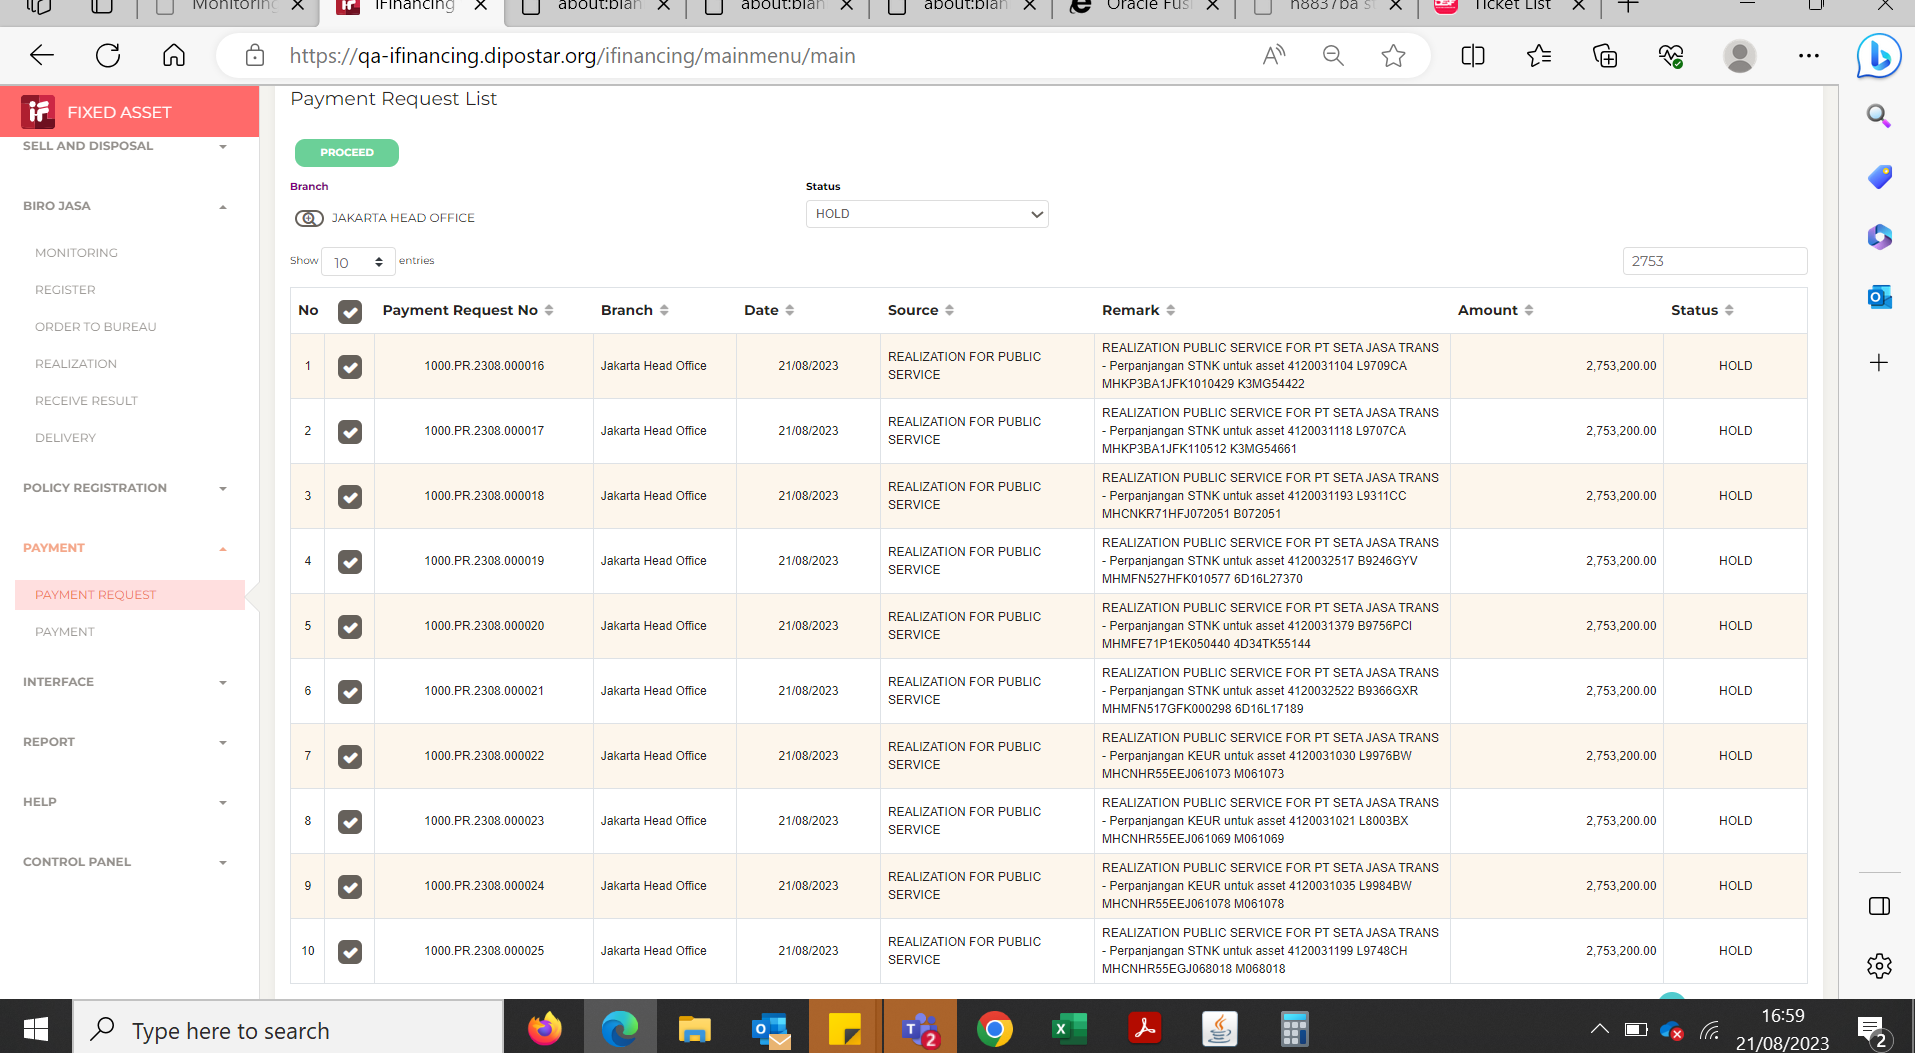 Monitoring
iFinancing
about:blan
about:blan
about:blan
Oracle Fusi
n8837ba st
Ticket List
https://qa-ifinancing.dipostar.org/ifinancing/mainmenu/main
iF FIXED ASSET
SELL AND DISPOSAL
BIRO JASA
MONITORING
REGISTER
ORDER TO BUREAU
REALIZATION
RECEIVE RESULT
DELIVERY
POLICY REGISTRATION
PAYMENT
PAYMENT REQUEST
PAYMENT
INTERFACE
REPORT
HELP
CONTROL PANEL
Payment Request List
PROCEED
Branch
JAKARTA HEAD OFFICE
Status
HOLD
Show 10 entries
2753
No Payment Request No Branch Date Source Remark Amount Status
1 1000.PR.2308.000016 Jakarta Head Office 21/08/2023 REALIZATION FOR PUBLIC SERVICE REALIZATION PUBLIC SERVICE FOR PT SETA JASA TRANS - Perpanjangan STNK untuk asset 4120031104 L9709CA MHKP3BA1JFK1010429 K3MG54422 2,753,200.00 HOLD
2 1000.PR.2308.000017 Jakarta Head Office 21/08/2023 REALIZATION FOR PUBLIC SERVICE REALIZATION PUBLIC SERVICE FOR PT SETA JASA TRANS - Perpanjangan STNK untuk asset 4120031118 L9707CA MHKP3BA1JFK110512 K3MG54661 2,753,200.00 HOLD
3 1000.PR.2308.000018 Jakarta Head Office 21/08/2023 REALIZATION FOR PUBLIC SERVICE REALIZATION PUBLIC SERVICE FOR PT SETA JASA TRANS - Perpanjangan STNK untuk asset 4120031193 L9311CC MHCNKR71HFJ072051 B072051 2,753,200.00 HOLD
4 1000.PR.2308.000019 Jakarta Head Office 21/08/2023 REALIZATION FOR PUBLIC SERVICE REALIZATION PUBLIC SERVICE FOR PT SETA JASA TRANS - Perpanjangan STNK untuk asset 4120032517 B9246GYV MHMFN527HFK010577 6D16L27370 2,753,200.00 HOLD
5 1000.PR.2308.000020 Jakarta Head Office 21/08/2023 REALIZATION FOR PUBLIC SERVICE REALIZATION PUBLIC SERVICE FOR PT SETA JASA TRANS - Perpanjangan STNK untuk asset 4120031379 B9756PCI MHMFE71P1EK050440 4D34TK55144 2,753,200.00 HOLD
6 1000.PR.2308.000021 Jakarta Head Office 21/08/2023 REALIZATION FOR PUBLIC SERVICE REALIZATION PUBLIC SERVICE FOR PT SETA JASA TRANS - Perpanjangan STNK untuk asset 4120032522 B9366GXR MHMFN517GFK000298 6D16L17189 2,753,200.00 HOLD
7 1000.PR.2308.000022 Jakarta Head Office 21/08/2023 REALIZATION FOR PUBLIC SERVICE REALIZATION PUBLIC SERVICE FOR PT SETA JASA TRANS - Perpanjangan KEUR untuk asset 4120031030 L9976BW MHCNHR55EEJ061073 M061073 2,753,200.00 HOLD
8 1000.PR.2308.000023 Jakarta Head Office 21/08/2023 REALIZATION FOR PUBLIC SERVICE REALIZATION PUBLIC SERVICE FOR PT SETA JASA TRANS - Perpanjangan KEUR untuk asset 4120031021 L8003BX MHCNHR55EEJ061069 M061069 2,753,200.00 HOLD
9 1000.PR.2308.000024 Jakarta Head Office 21/08/2023 REALIZATION FOR PUBLIC SERVICE REALIZATION PUBLIC SERVICE FOR PT SETA JASA TRANS - Perpanjangan KEUR untuk asset 4120031035 L9984BW MHCNHR55EEJ061078 M061078 2,753,200.00 HOLD
10 1000.PR.2308.000025 Jakarta Head Office 21/08/2023 REALIZATION FOR PUBLIC SERVICE REALIZATION PUBLIC SERVICE FOR PT SETA JASA TRANS - Perpanjangan STNK untuk asset 4120031199 L9748CH MHCNHR55EGJ068018 M068018 2,753,200.00 HOLD
Type here to search
2
16:59
21/08/2023
2